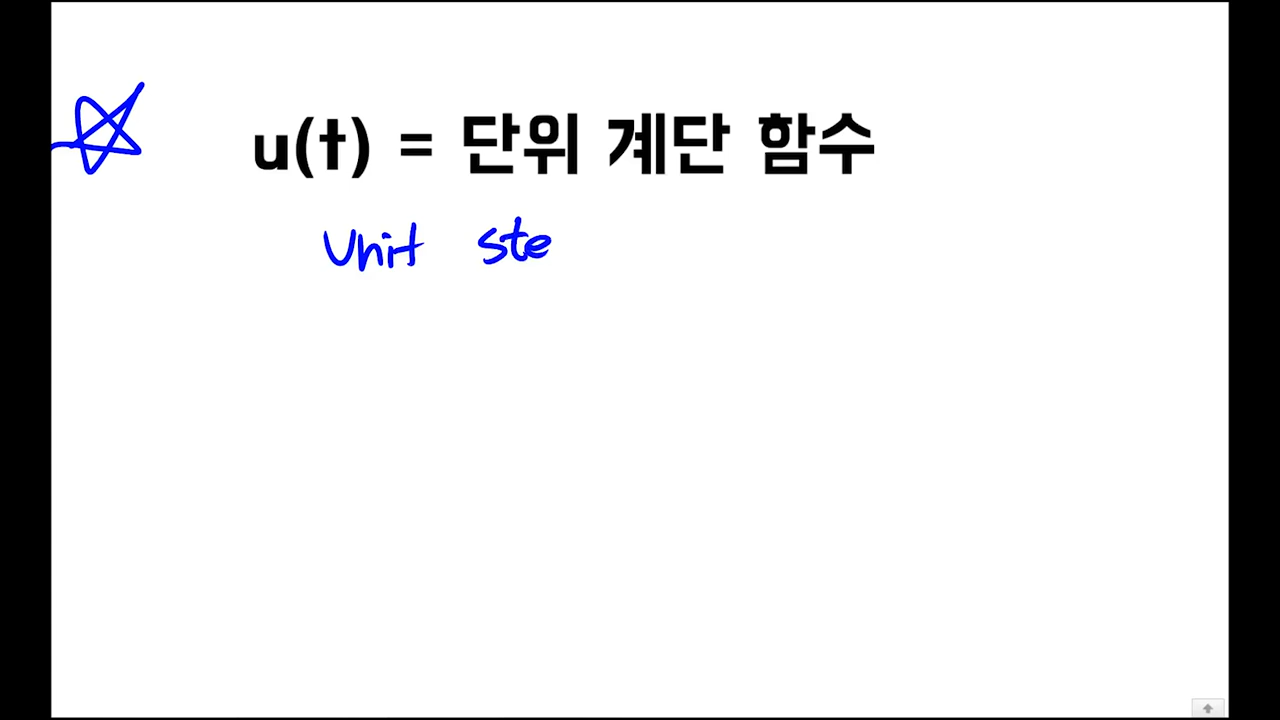 u(t) = 단위 계단 함수
Unit ste